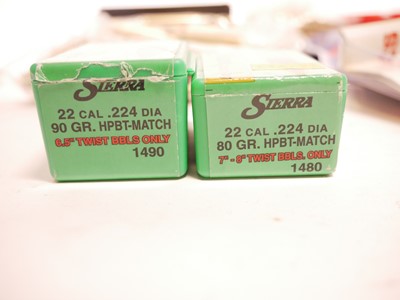 SIERRA
22 CAL .224 DIA
90 GR. HPBT-MATCH
6.5" TWIST BBLS ONLY
1490
SIERRA
22 CAL .224 DIA
80 GR. HPBT-MATCH
7" - 8" TWIST BBLS. ONLY
1480